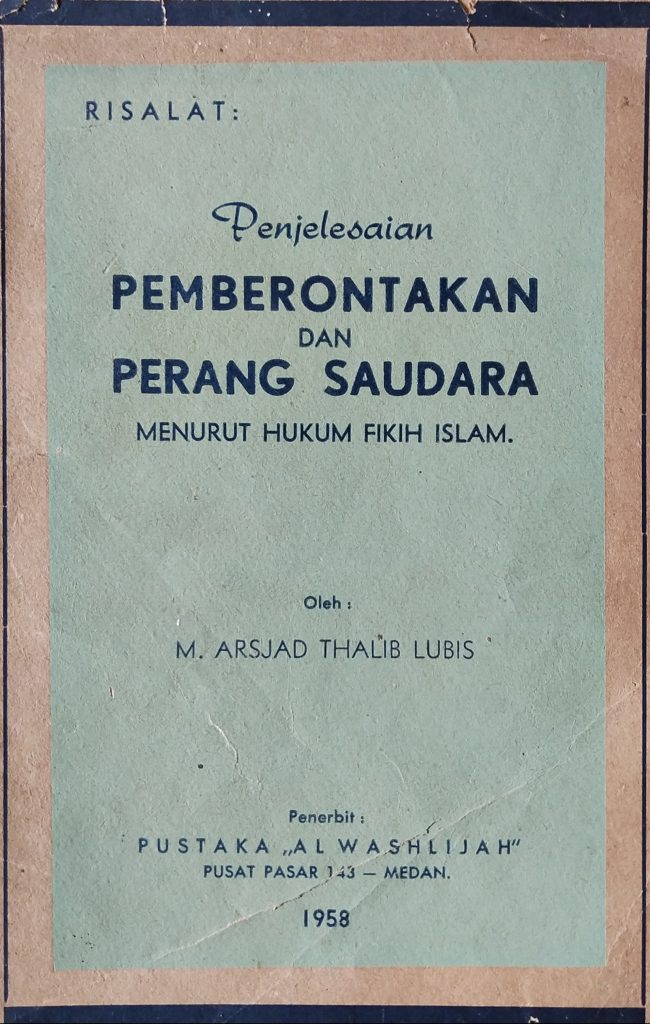 RISALAT:
Penjelesaian
PEMBERONTAKAN
DAN
PERANG SAUDARA
MENURUT HUKUM FIKIH ISLAM.
Oleh :
M. ARSJAD THALIB LUBIS
Penerbit :
PUSTAKA „AL WASHLIJAH"
PUSAT PASAR 143 — MEDAN.
1958